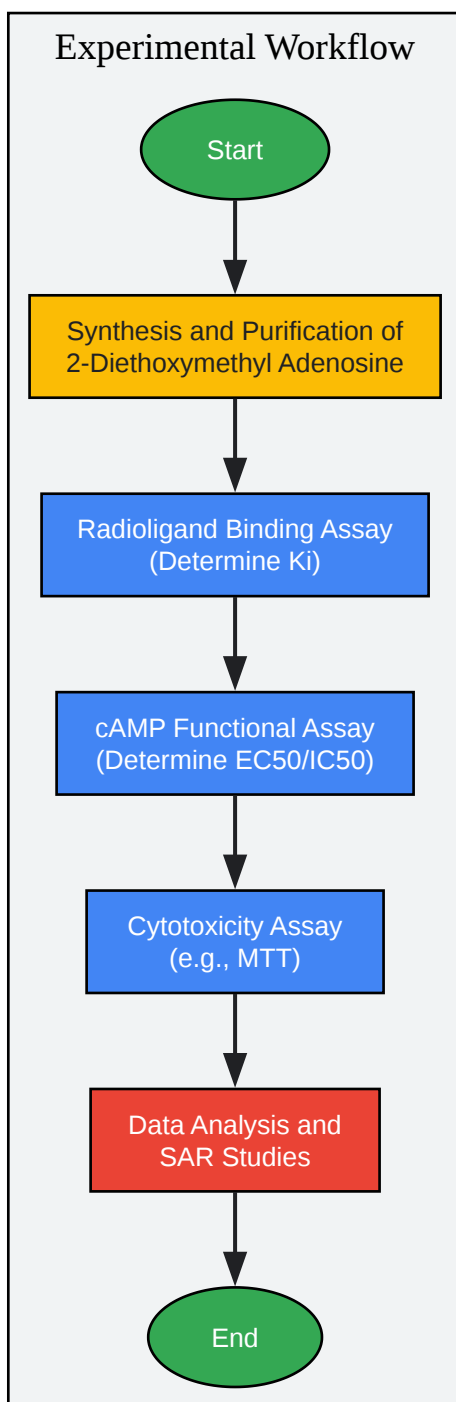 Experimental Workflow
Start
Synthesis and Purification of
2-Diethoxymethyl Adenosine
Radioligand Binding Assay
(Determine Ki)
cAMP Functional Assay
(Determine EC50/IC50)
Cytotoxicity Assay
(e.g., MTT)
Data Analysis and
SAR Studies
End